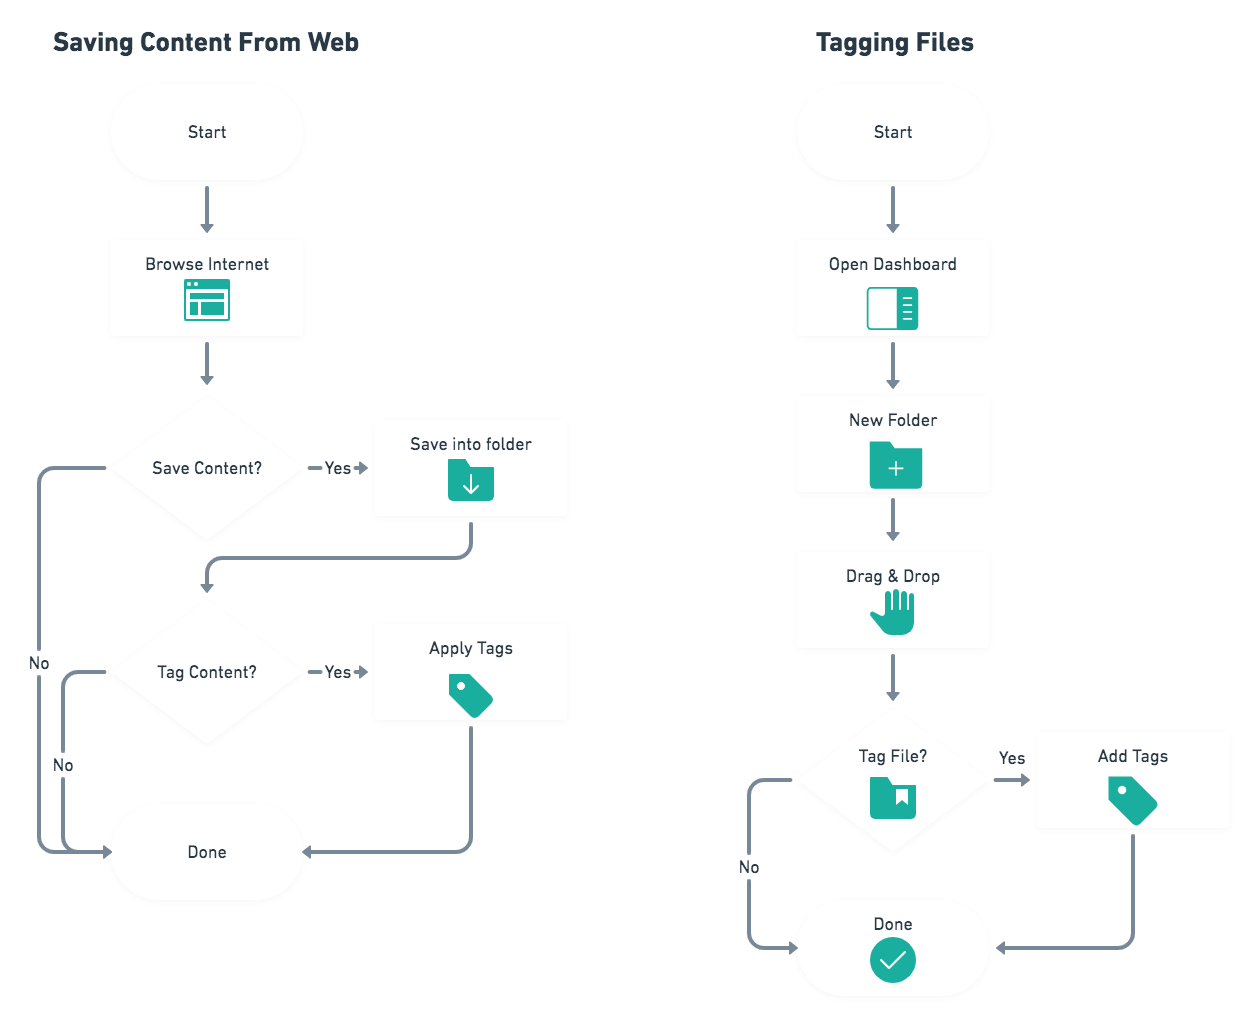 Saving Content From Web
Start
Browse Internet
Save Content?
Yes
Save into folder
No
Tag Content?
Yes
Apply Tags
No
Done
Tagging Files
Start
Open Dashboard
New Folder
Drag & Drop
Tag File?
Yes
Add Tags
No
Done